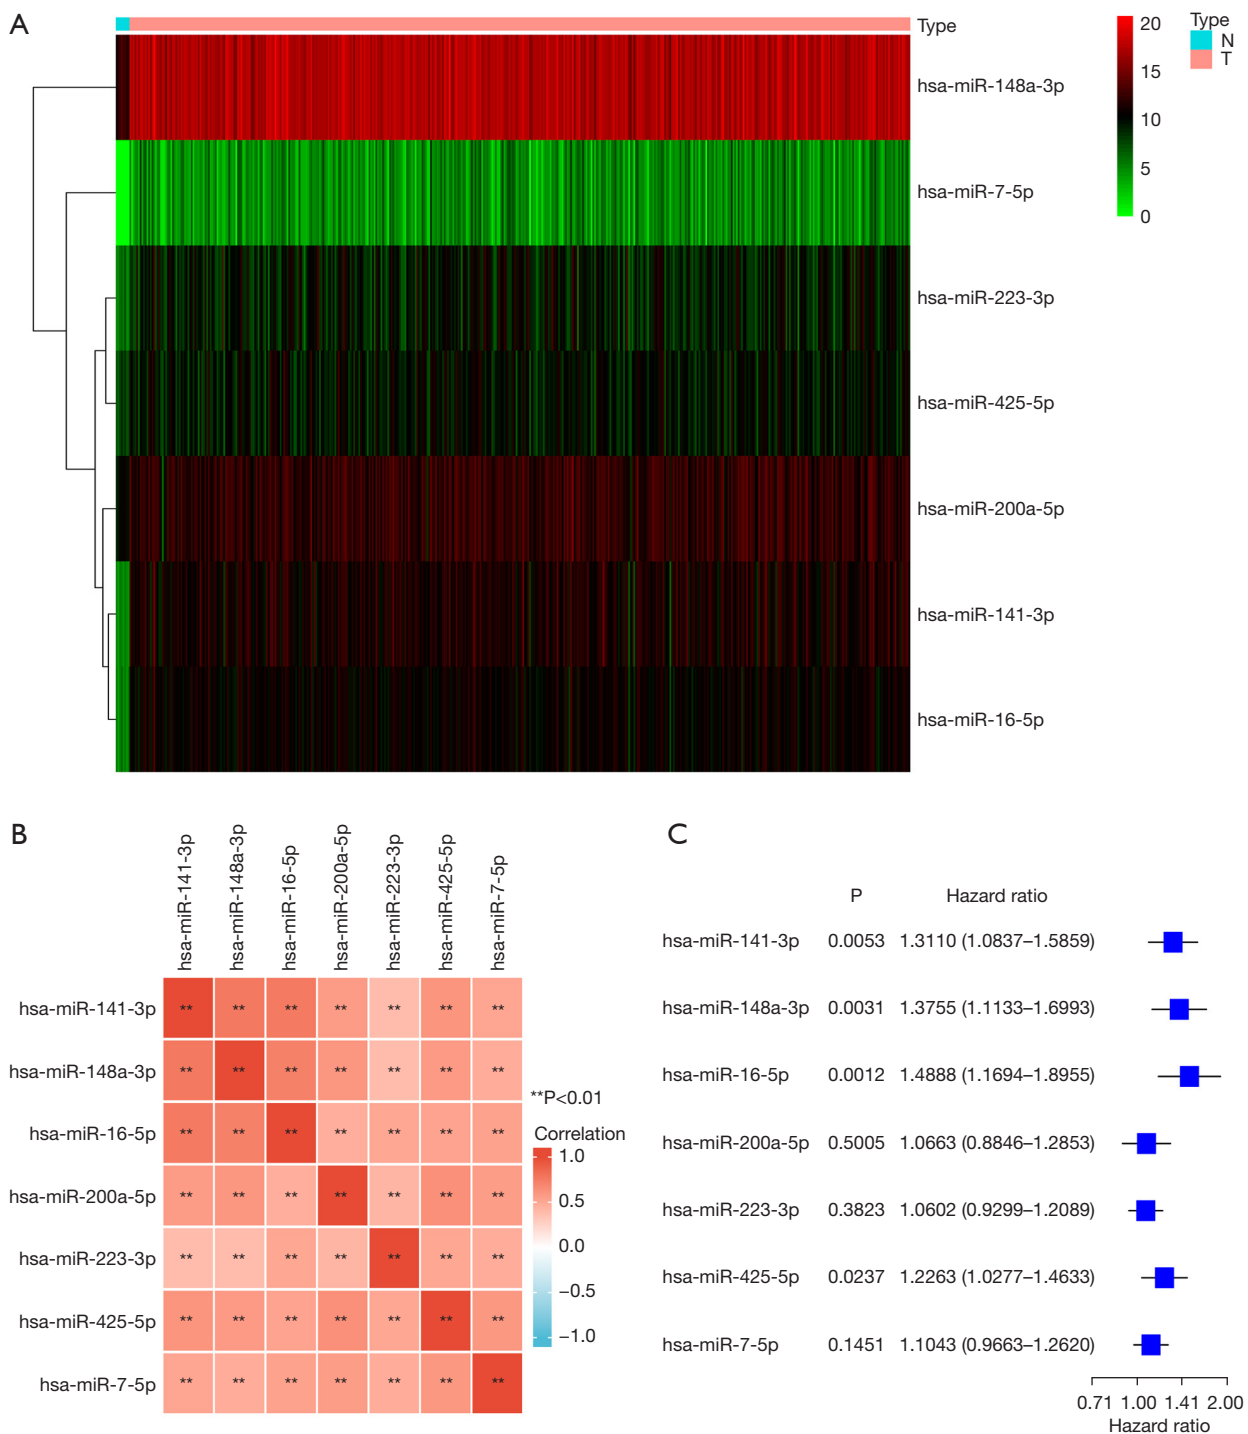 A
Type
hsa-miR-148a-3p
hsa-miR-7-5p
hsa-miR-223-3p
hsa-miR-425-5p
hsa-miR-200a-5p
hsa-miR-141-3p
hsa-miR-16-5p
20
15
10
5
0
Type
N
T
B
hsa-miR-141-3p
hsa-miR-148a-3p
hsa-miR-16-5p
hsa-miR-200a-5p
hsa-miR-223-3p
hsa-miR-425-5p
hsa-miR-7-5p
hsa-miR-141-3p ** ** ** ** ** ** **
hsa-miR-148a-3p ** ** ** ** ** ** **
hsa-miR-16-5p ** ** ** ** ** ** **
hsa-miR-200a-5p ** ** ** ** ** ** **
hsa-miR-223-3p ** ** ** ** ** ** **
hsa-miR-425-5p ** ** ** ** ** ** **
hsa-miR-7-5p ** ** ** ** ** ** **
**P<0.01
Correlation
1.0
0.5
0.0
−0.5
−1.0
C
P Hazard ratio
hsa-miR-141-3p 0.0053 1.3110 (1.0837–1.5859)
hsa-miR-148a-3p 0.0031 1.3755 (1.1133–1.6993)
hsa-miR-16-5p 0.0012 1.4888 (1.1694–1.8955)
hsa-miR-200a-5p 0.5005 1.0663 (0.8846–1.2853)
hsa-miR-223-3p 0.3823 1.0602 (0.9299–1.2089)
hsa-miR-425-5p 0.0237 1.2263 (1.0277–1.4633)
hsa-miR-7-5p 0.1451 1.1043 (0.9663–1.2620)
0.71 1.00 1.41 2.00
Hazard ratio